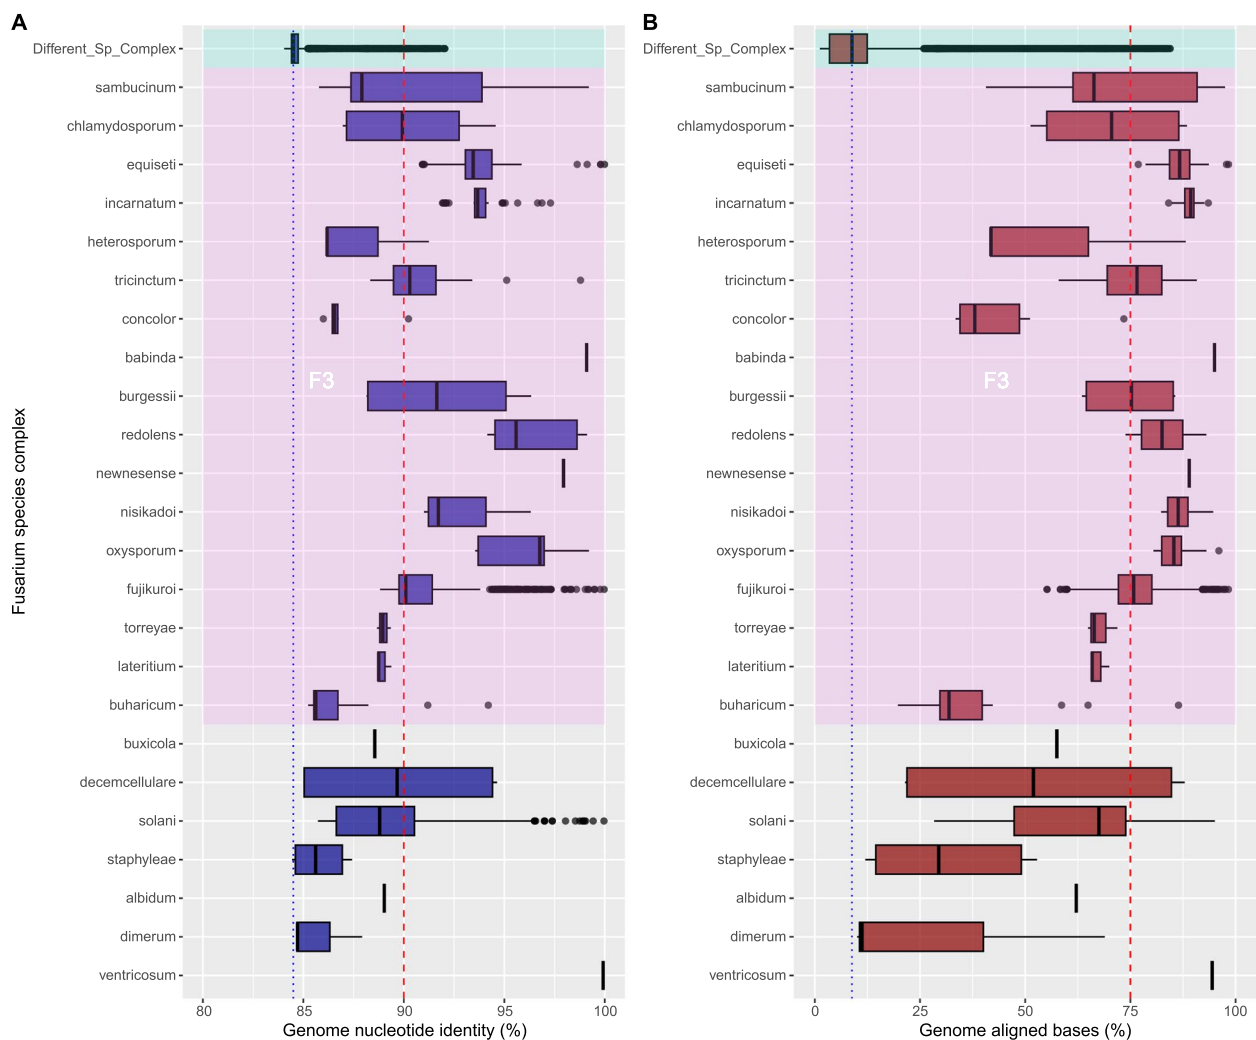 A
Fusarium species complex
Different_Sp_Complex
sambucinum
chlamydosporum
equiseti
incarnatum
heterosporum
tricinctum
concolor
babinda
F3
burgessii
redolens
newnesense
nisikadoi
oxysporum
fujikuroi
torreyae
lateritium
buharicum
buxicola
decemcellulare
solani
staphyleae
albidum
dimerum
ventricosum
80 85 90 95 100
Genome nucleotide identity (%)
B
Different_Sp_Complex
sambucinum
chlamydosporum
equiseti
incarnatum
heterosporum
tricinctum
concolor
babinda
F3
burgessii
redolens
newnesense
nisikadoi
oxysporum
fujikuroi
torreyae
lateritium
buharicum
buxicola
decemcellulare
solani
staphyleae
albidum
dimerum
ventricosum
0 25 50 75 100
Genome aligned bases (%)